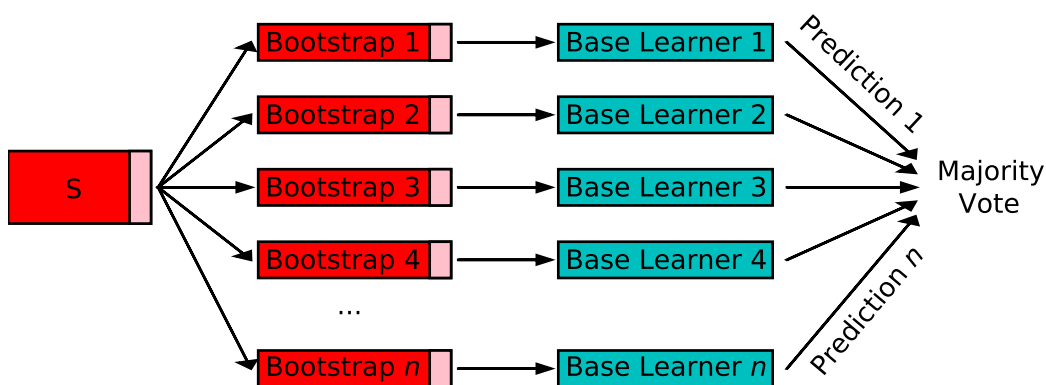 S
Bootstrap 1
Bootstrap 2
Bootstrap 3
Bootstrap 4
...
Bootstrap n
Base Learner 1
Base Learner 2
Base Learner 3
Base Learner 4
Base Learner n
Prediction 1
Prediction n
Majority
Vote